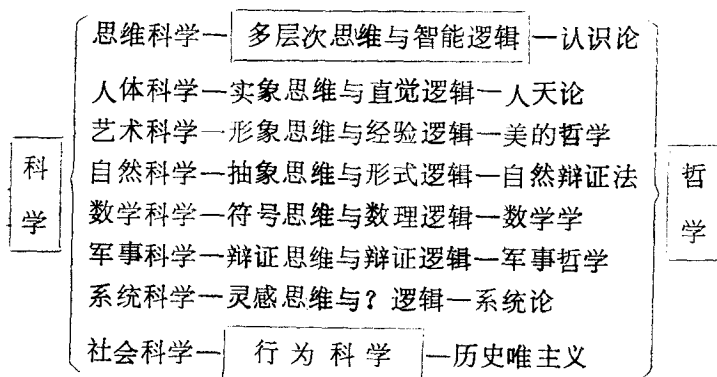 思维科学—多层次思维与智能逻辑—认识论
人体科学—实象思维与直觉逻辑—人天论
艺术科学—形象思维与经验逻辑—美的哲学
科学
自然科学—抽象思维与形式逻辑—自然辩证法
哲学
数学科学—符号思维与数理逻辑—数学学
军事科学—辩证思维与辩证逻辑—军事哲学
系统科学—灵感思维与？逻辑—系统论
社会科学—行为科学—历史唯主义